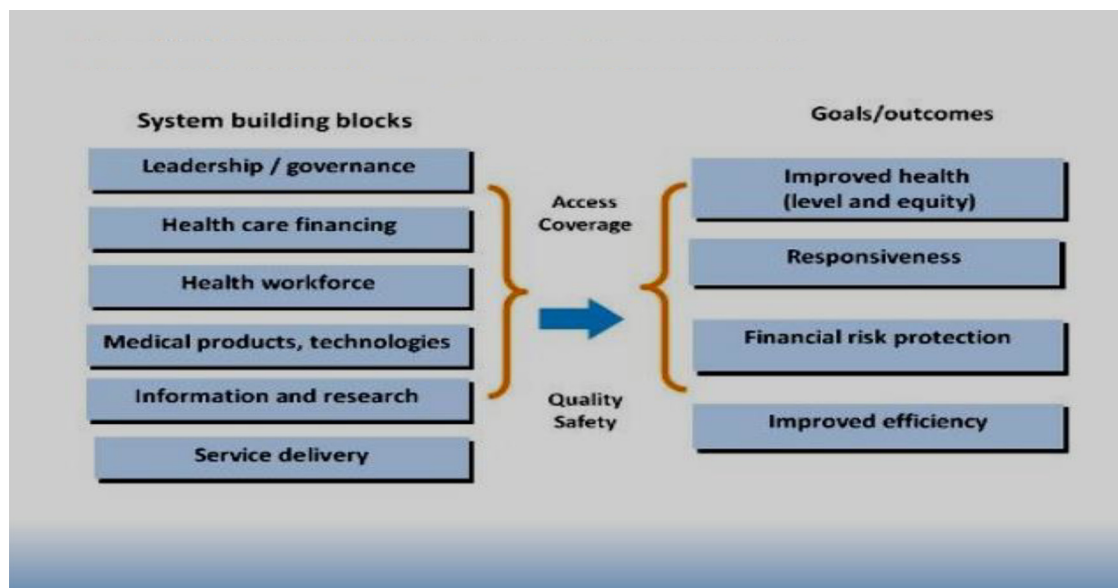 System building blocks
Leadership / governance
Health care financing
Health workforce
Medical products, technologies
Information and research
Service delivery
Access
Coverage
Quality
Safety
Goals/outcomes
Improved health
(level and equity)
Responsiveness
Financial risk protection
Improved efficiency